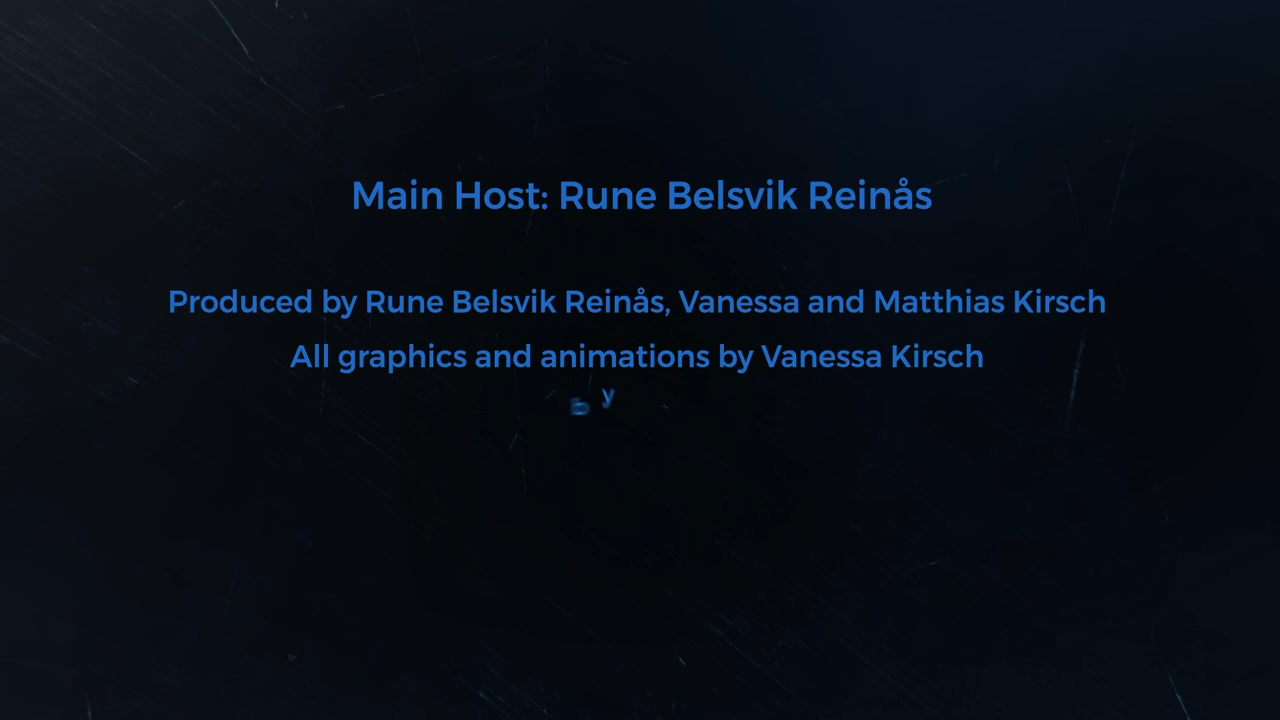 Main Host: Rune Belsvik Reinås
Produced by Rune Belsvik Reinås, Vanessa and Matthias Kirsch
All graphics and animations by Vanessa Kirsch
by